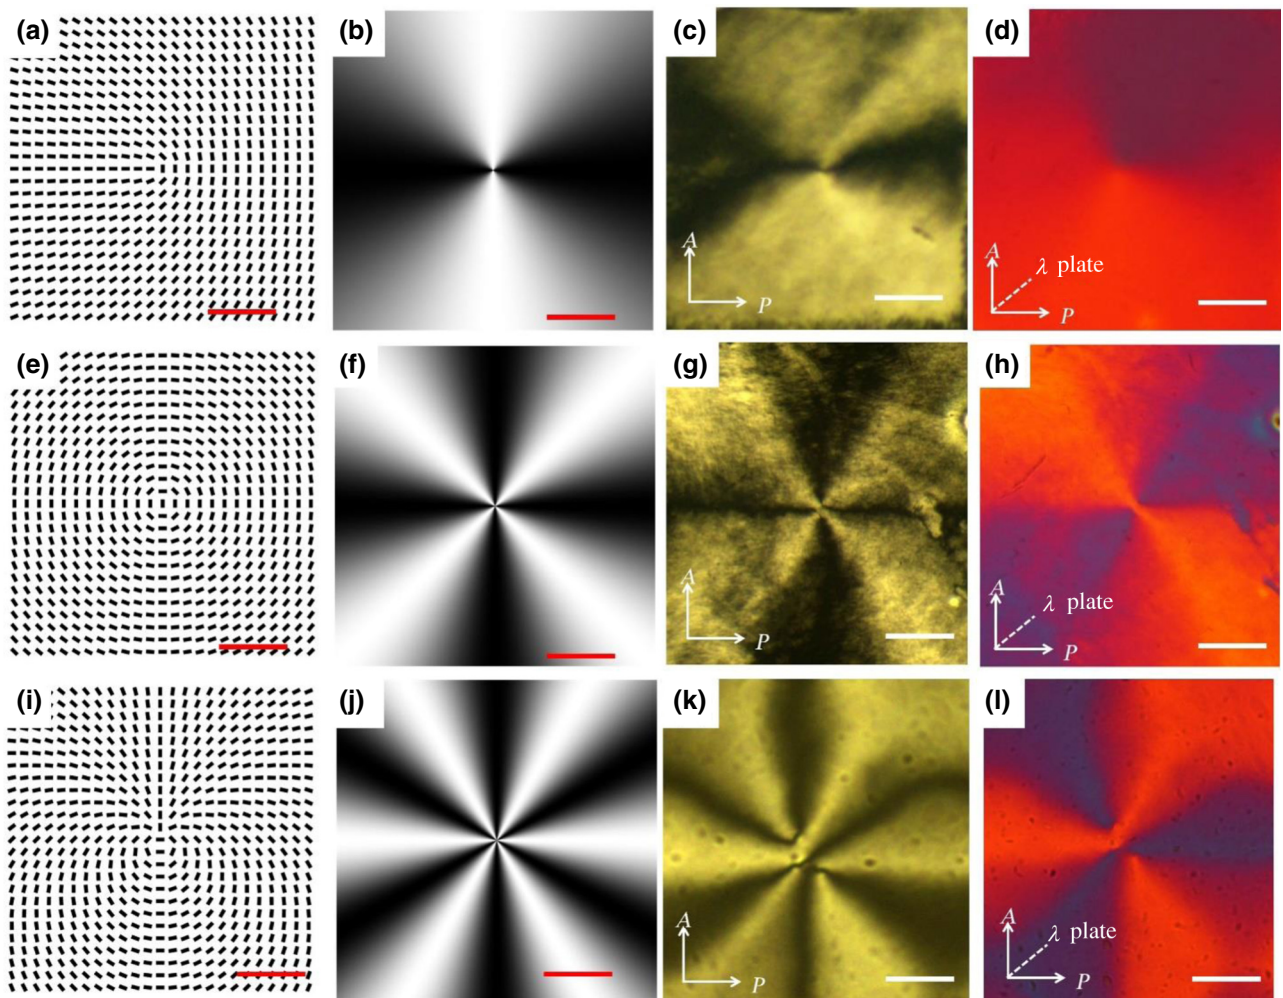 (a) (b) (c) (d)
A
P
A
λ plate
P
(e) (f) (g) (h)
A
P
A
λ plate
P
(i) (j) (k) (l)
A
P
A
λ plate
P